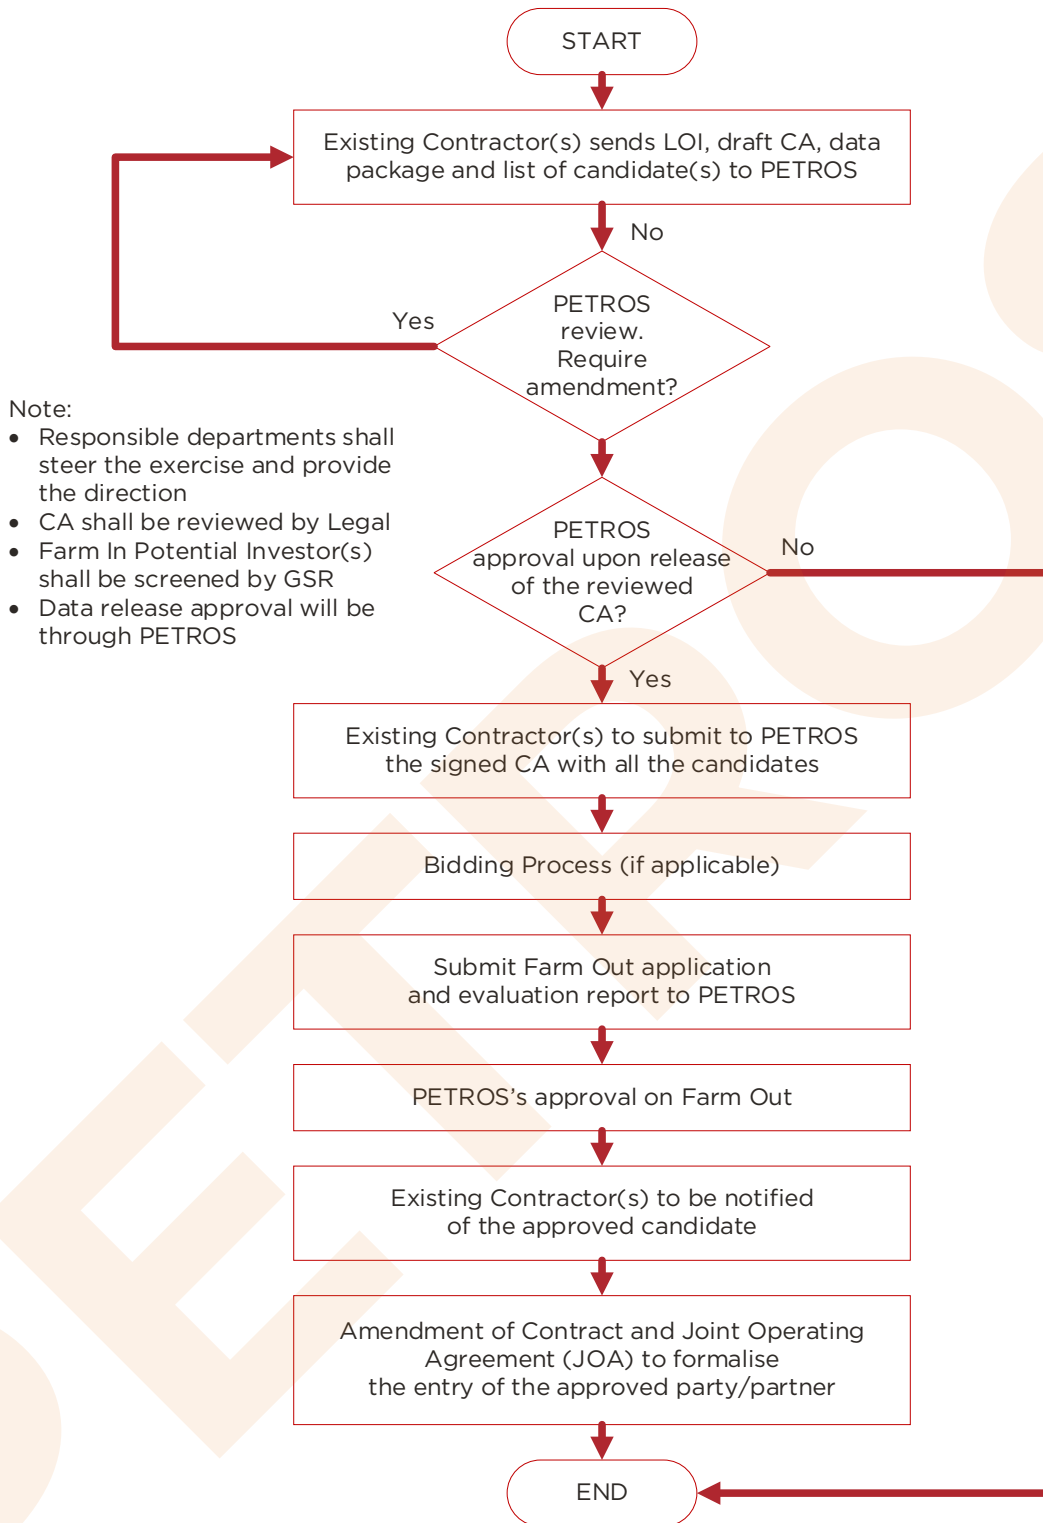 START
Existing Contractor(s) sends LOI, draft CA, data
package and list of candidate(s) to PETROS
No
PETROS
review.
Require
amendment?
Yes
Note:
• Responsible departments shall
steer the exercise and provide
the direction
• CA shall be reviewed by Legal
• Farm In Potential Investor(s)
shall be screened by GSR
• Data release approval will be
through PETROS
PETROS
approval upon release
of the reviewed
CA?
No
Yes
Existing Contractor(s) to submit to PETROS
the signed CA with all the candidates
Bidding Process (if applicable)
Submit Farm Out application
and evaluation report to PETROS
PETROS’s approval on Farm Out
Existing Contractor(s) to be notified
of the approved candidate
Amendment of Contract and Joint Operating
Agreement (JOA) to formalise
the entry of the approved party/partner
END
PETROS